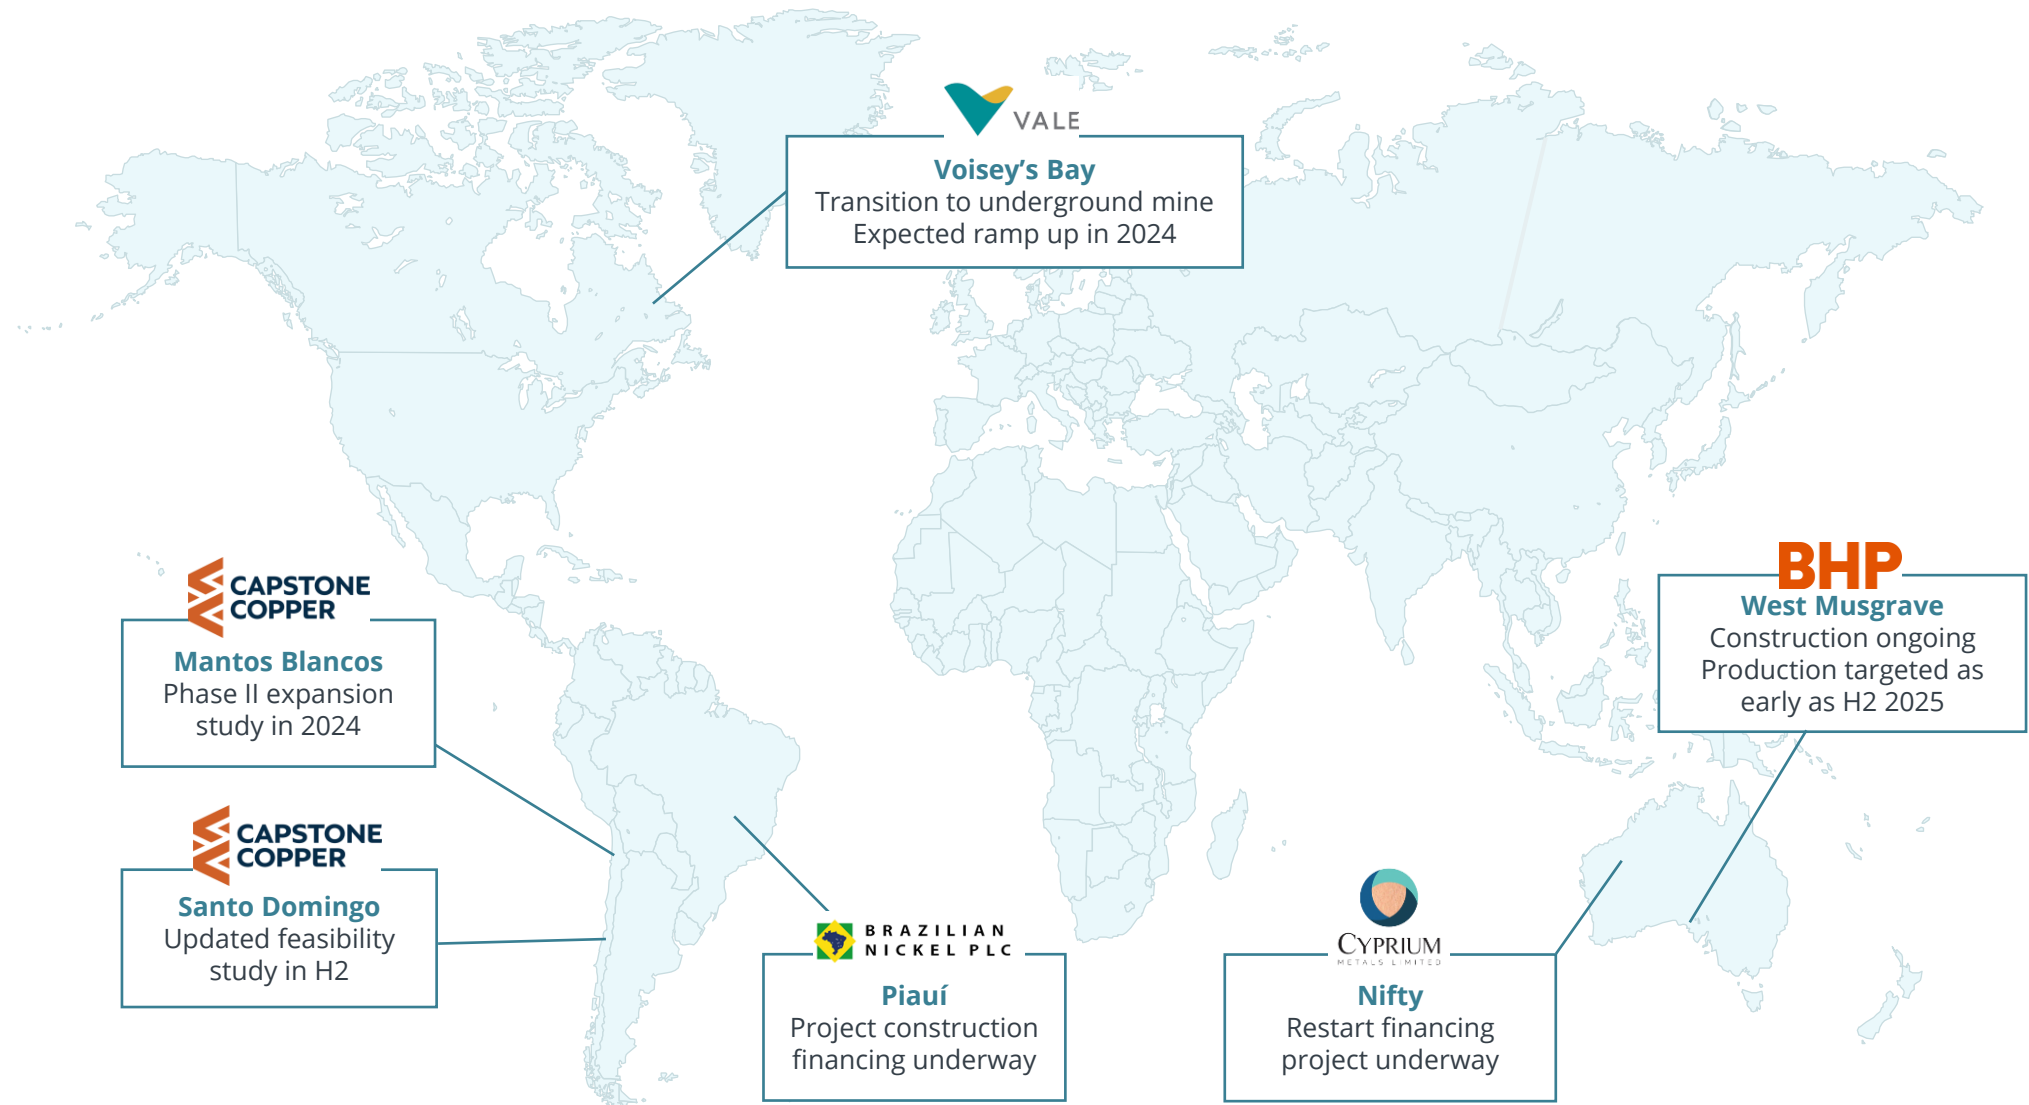 VALE
Voisey’s Bay
Transition to underground mine
Expected ramp up in 2024
CAPSTONE
COPPER
Mantos Blancos
Phase II expansion
study in 2024
BHP
West Musgrave
Construction ongoing
Production targeted as
early as H2 2025
CAPSTONE
COPPER
Santo Domingo
Updated feasibility
study in H2
BRAZILIAN
NICKEL PLC
Piauí
Project construction
financing underway
CYPRIUM
METALS LIMITED
Nifty
Restart financing
project underway